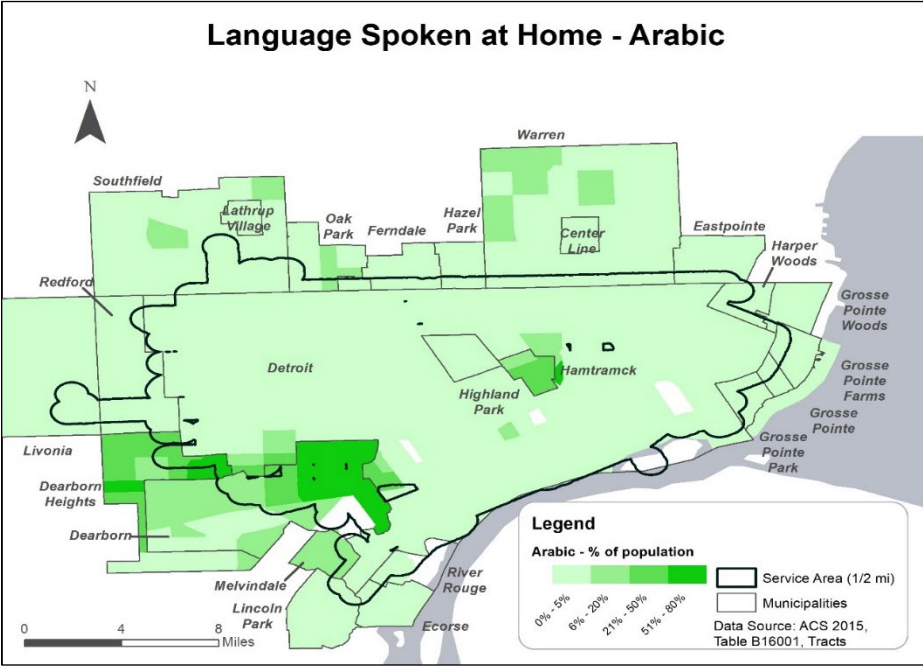 Language Spoken at Home - Arabic
N
Warren
Southfield
Lathrup
Village
Oak
Park
Ferndale
Hazel
Park
Center
Line
Eastpointe
Harper
Woods
Redford
Grosse
Pointe
Woods
Detroit
Hamtramck
Highland
Park
Grosse
Pointe
Farms
Grosse
Pointe
Grosse
Pointe
Park
Livonia
Dearborn
Heights
Dearborn
Melvindale
River
Rouge
Lincoln
Park
Ecorse
0 4 8
Miles
Legend
Arabic - % of population
0% - 5%
6% - 20%
21% - 50%
51% - 80%
Service Area (1/2 mi)
Municipalities
Data Source: ACS 2015,
Table B16001, Tracts